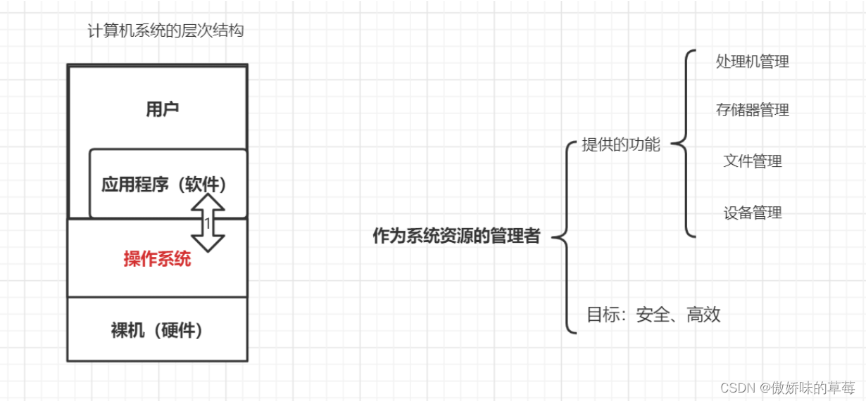 计算机系统的层次结构
用户
应用程序（软件）
1
操作系统
裸机（硬件）
作为系统资源的管理者
提供的功能
处理机管理
存储器管理
文件管理
设备管理
目标：安全、高效
CSDN @傲娇味的草莓